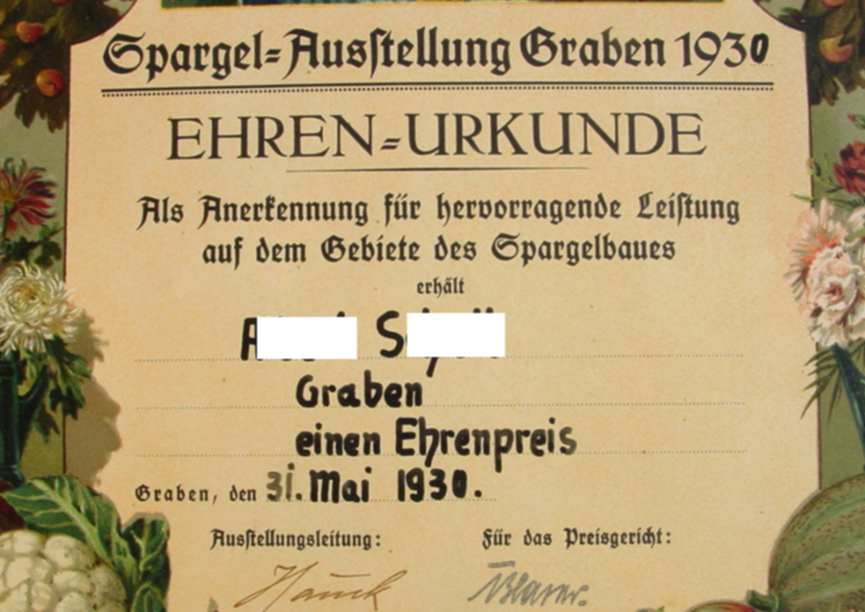 Spargel=Ausſtellung Graben 1930
EHREN=URKUNDE
Als Anerkennung für hervorragende Leiſtung
auf dem Gebiete des Spargelbaues
erhält
Graben
einen Ehrenpreis
Graben, den 31. Mai 1930.
Ausſtellungsleitung: Für das Preisgericht:
Hauck